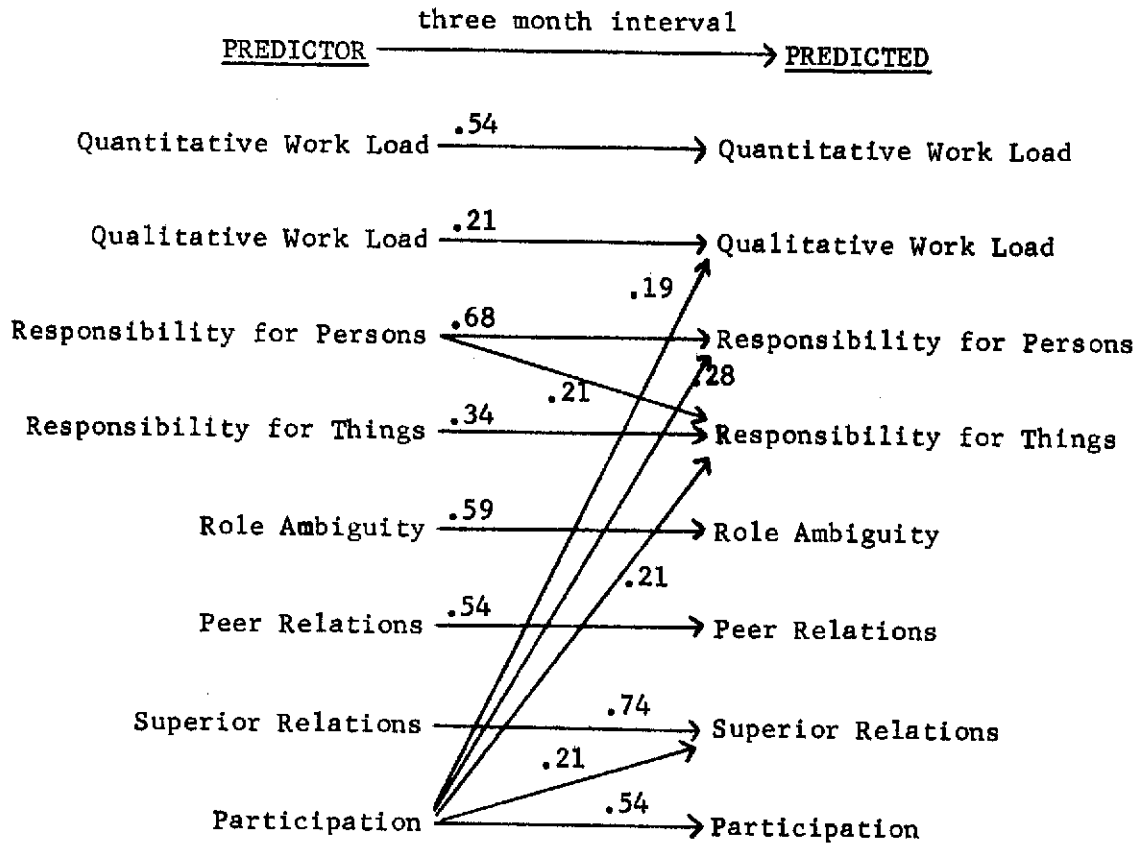 three month interval
PREDICTOR PREDICTED
.54
Quantitative Work Load Quantitative Work Load
.21
Qualitative Work Load Qualitative Work Load
.19
.68
Responsibility for Persons Responsibility for Persons
.21 .28
.34
Responsibility for Things Responsibility for Things
.59
Role Ambiguity Role Ambiguity
.21
.54
Peer Relations Peer Relations
.74
Superior Relations Superior Relations
.21
.54
Participation Participation